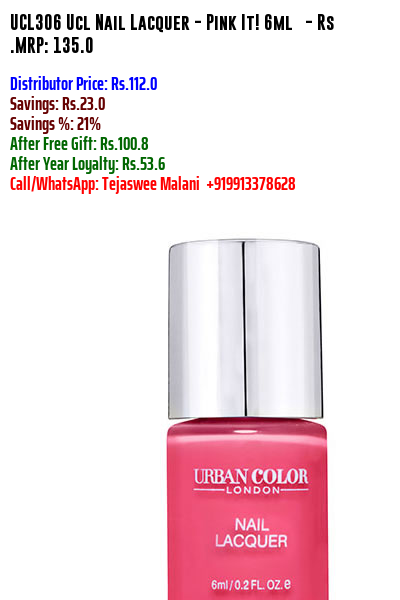 UCL306 Ucl Nail Lacquer - Pink It! 6ml - Rs
.MRP: 135.0
Distributor Price: Rs.112.0
Savings: Rs.23.0
Savings %: 21%
After Free Gift: Rs.100.8
After Year Loyalty: Rs.53.6
Call/WhatsApp: Tejaswee Malani +919913378628
URBAN COLOR
LONDON
NAIL
LACQUER
6ml/0.2 FL. OZ. e